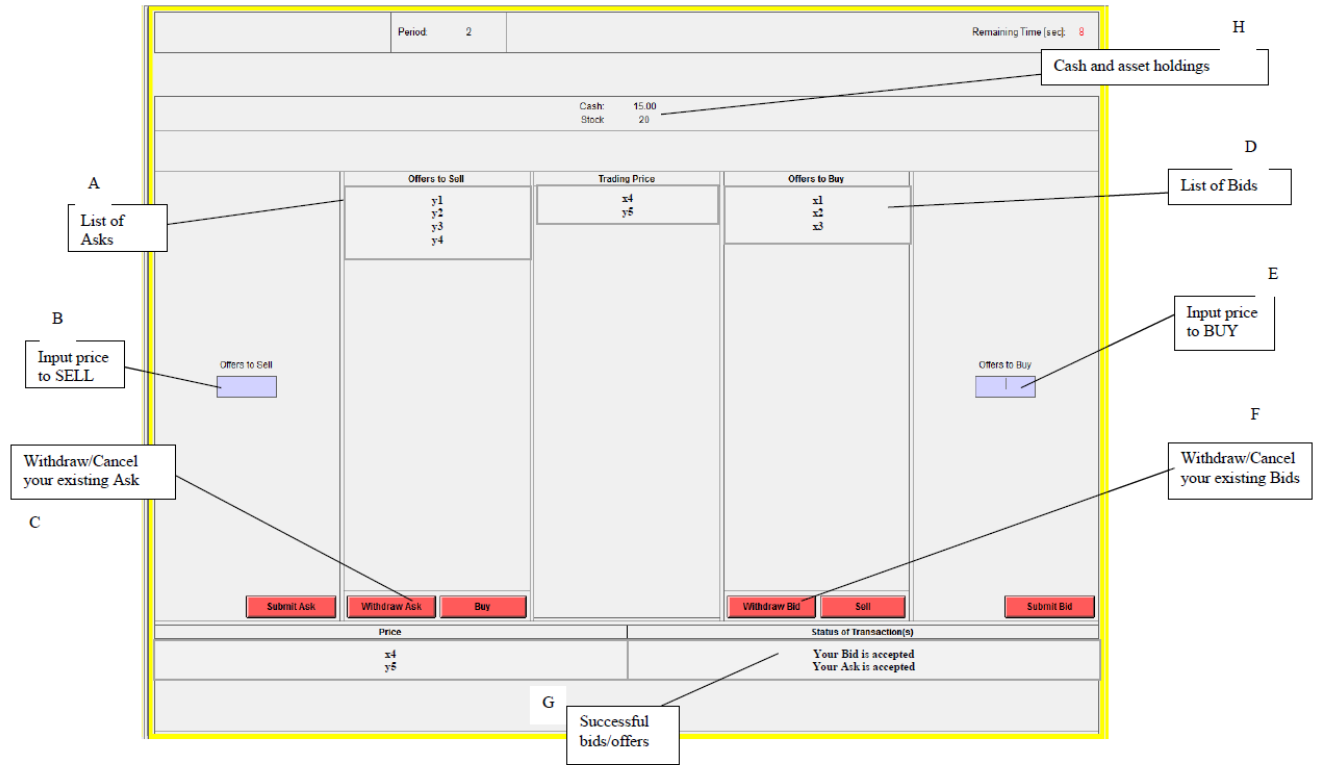 Period: 2
Remaining Time [sec]: 8
H
Cash and asset holdings
Cash: 15.00
Stock 20
D
List of Bids
A
List of
Asks
Offers to Sell
Trading Price
Offers to Buy
y1
y2
y3
y4
x4
y5
x1
x2
x3
E
Input price
to BUY
B
Input price
to SELL
Offers to Sell
Offers to Buy
F
Withdraw/Cancel
your existing Bids
Withdraw/Cancel
your existing Ask
C
Submit Ask
Withdraw Ask
Buy
Withdraw Bid
Sell
Submit Bid
Price
Status of Transaction(s)
x4
y5
Your Bid is accepted
Your Ask is accepted
G
Successful
bids/offers